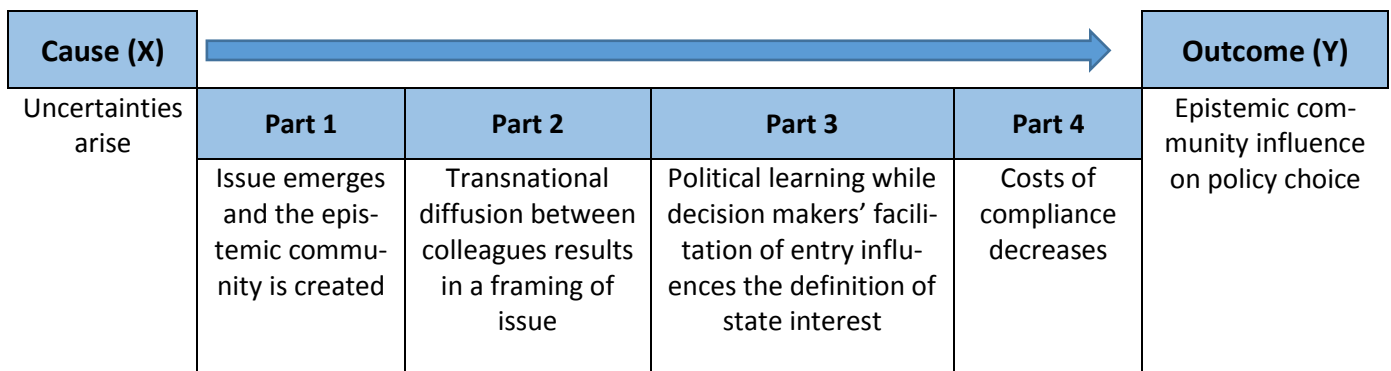 Cause (X)
Outcome (Y)
Uncertainties
arise
Part 1
Part 2
Part 3
Part 4
Epistemic com-
munity influence
on policy choice
Issue emerges
and the epis-
temic commu-
nity is created
Transnational
diffusion between
colleagues results
in a framing of
issue
Political learning while
decision makers’ facili-
tation of entry influ-
ences the definition of
state interest
Costs of
compliance
decreases